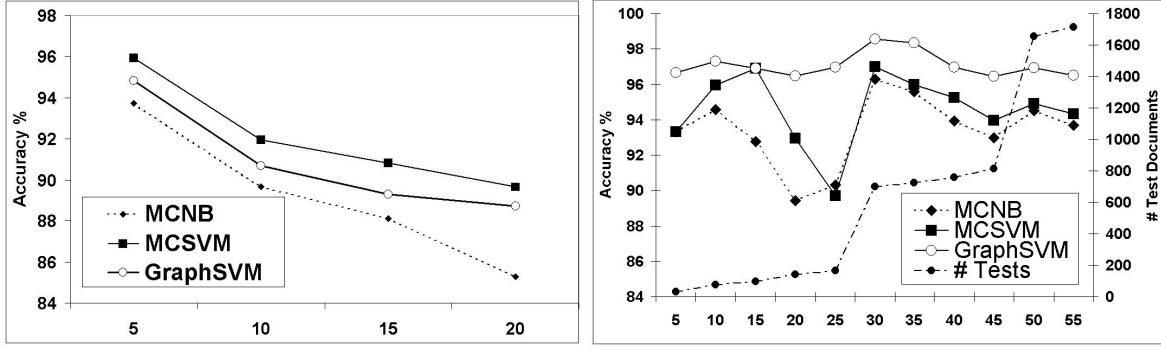 98
96
94
92
90
88
86
84
Accuracy %
MCNB
MCSVM
GraphSVM
5 10 15 20
100
98
96
94
92
90
88
86
84
Accuracy %
1800
1600
1400
1200
1000
800
600
400
200
0
# Test Documents
MCNB
MCSVM
GraphSVM
# Tests
5 10 15 20 25 30 35 40 45 50 55